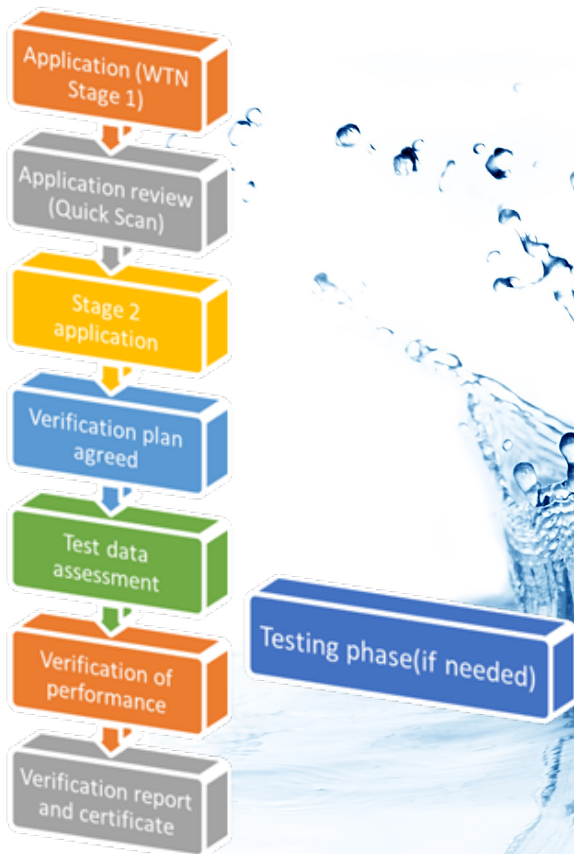 Application (WTN
Stage 1)
Application review
(Quick Scan)
Stage 2
application
Verification plan
agreed
Test data
assessment
Testing phase(if needed)
Verification of
performance
Verification report
and certificate